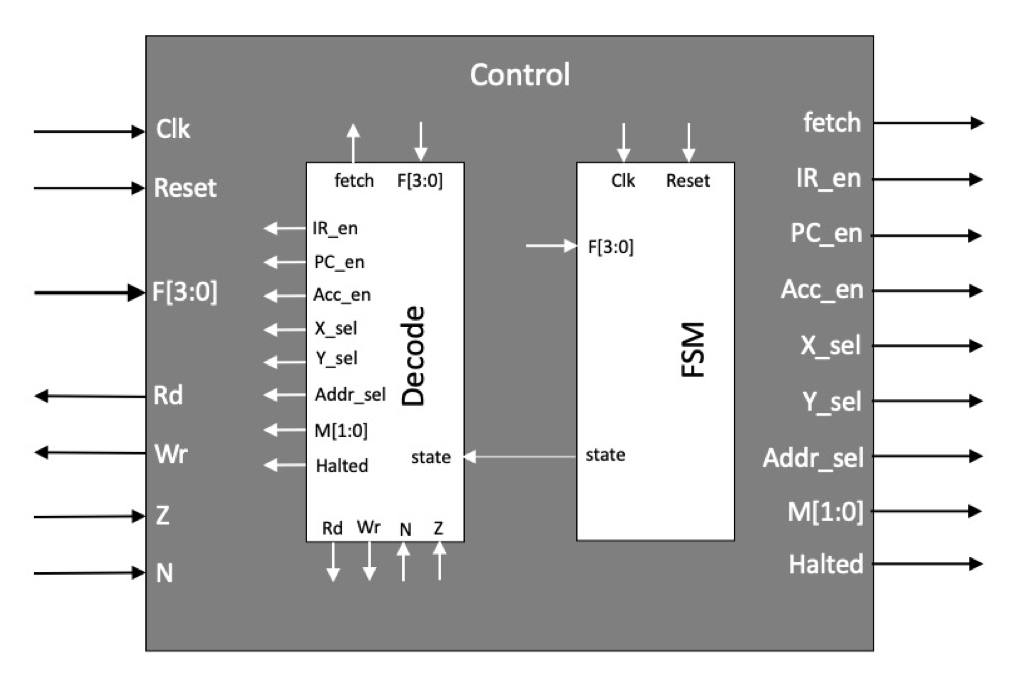 Control
Clk
Reset
F[3:0]
Rd
Wr
Z
N
fetch F[3:0]
IR_en
PC_en
Acc_en
X_sel
Y_sel
Addr_sel
M[1:0]
Halted
Decode
state
Rd Wr N Z
Clk Reset
F[3:0]
FSM
state
fetch
IR_en
PC_en
Acc_en
X_sel
Y_sel
Addr_sel
M[1:0]
Halted